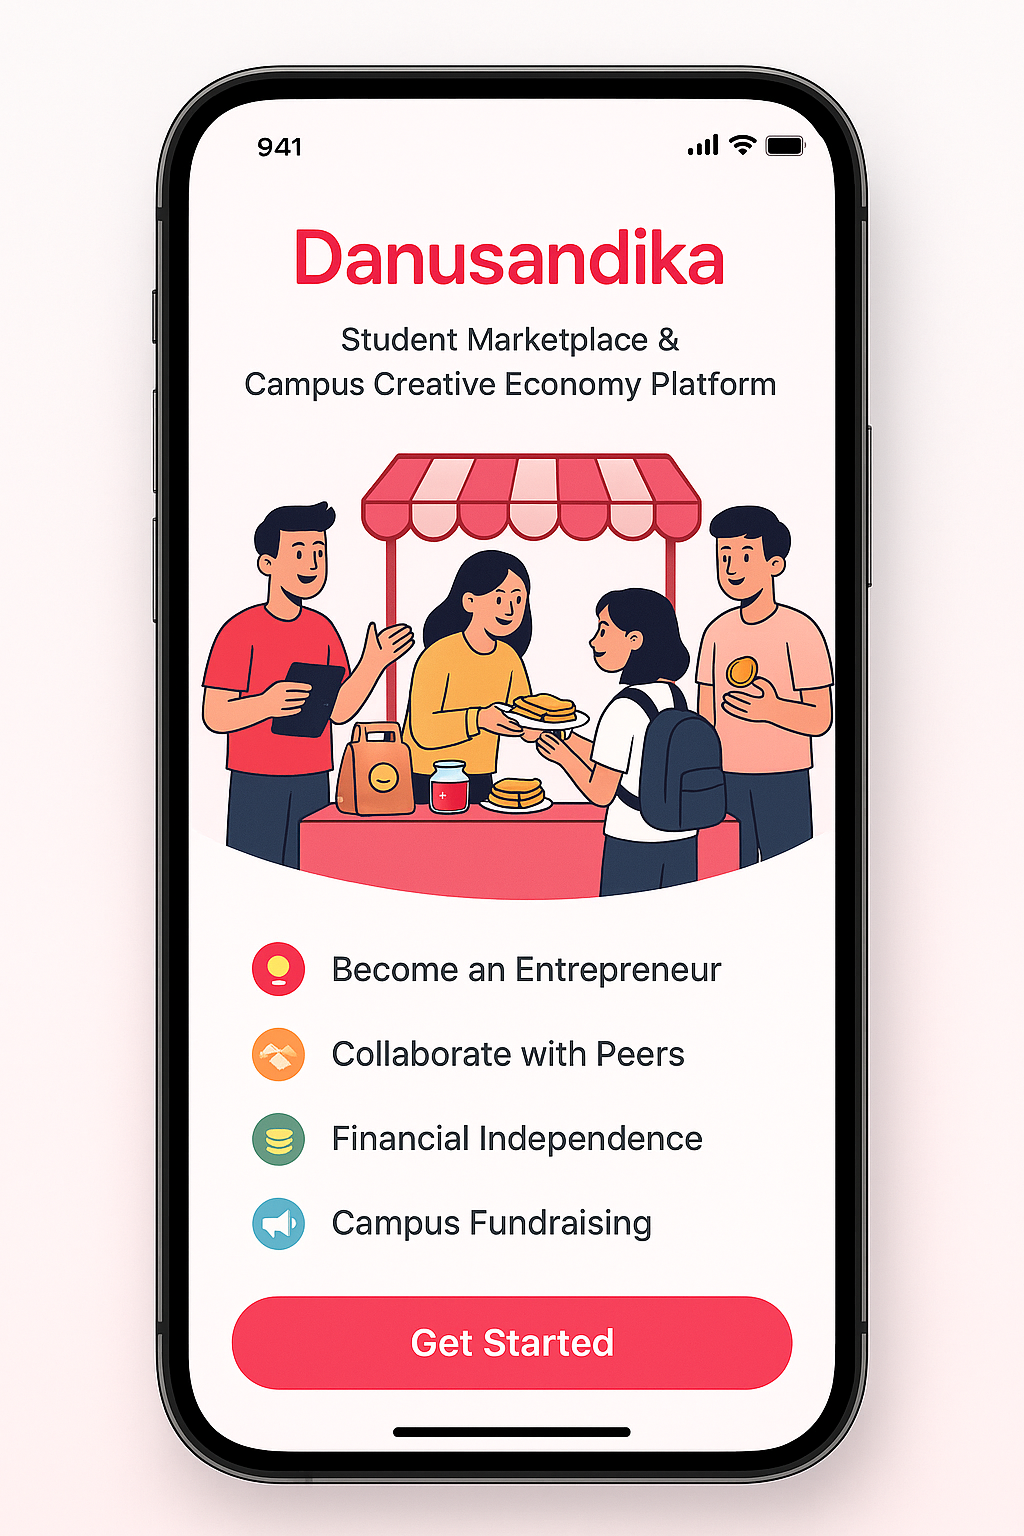 941
Danusandika
Student Marketplace &
Campus Creative Economy Platform
Become an Entrepreneur
Collaborate with Peers
Financial Independence
Campus Fundraising
Get Started